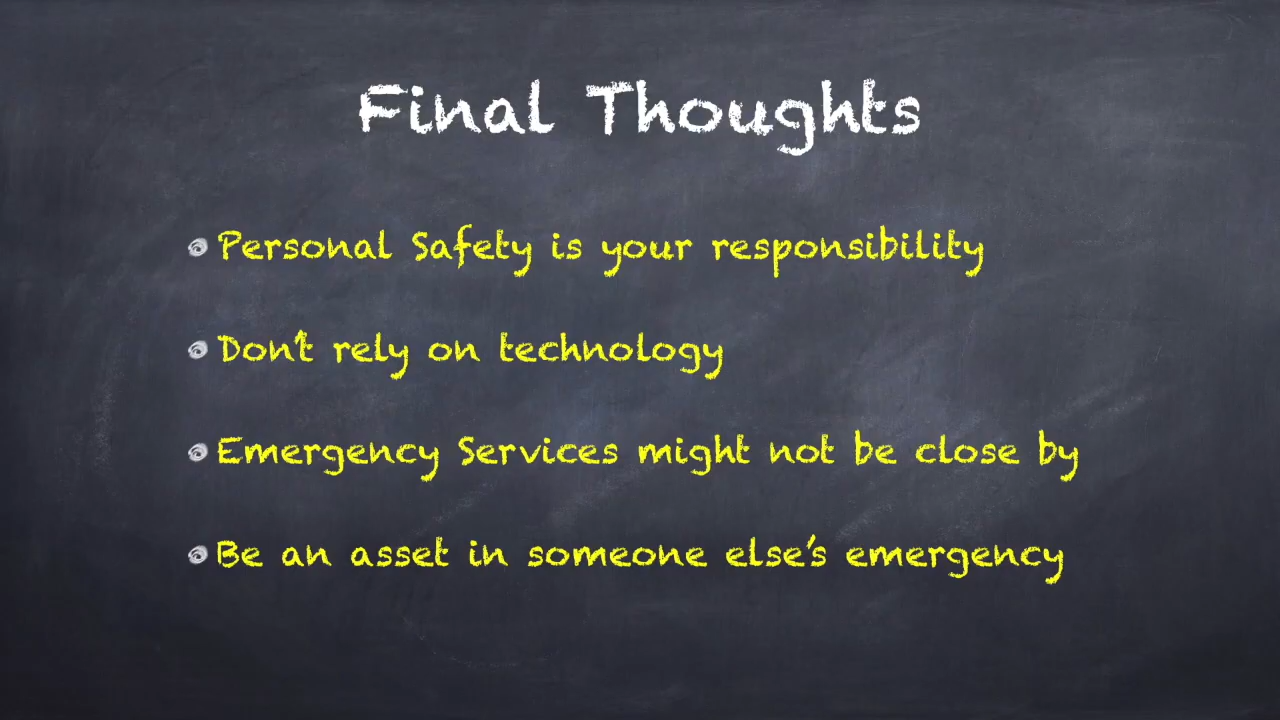 Final Thoughts
Personal Safety is your responsibility
Don't rely on technology
Emergency Services might not be close by
Be an asset in someone else's emergency